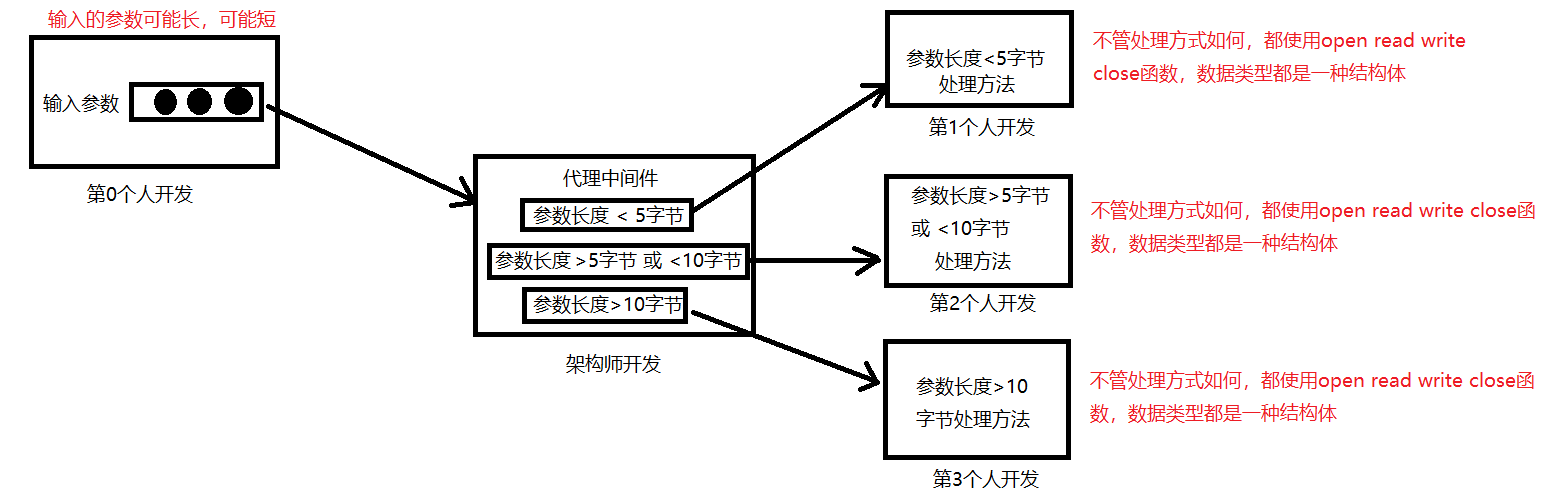 输入的参数可能长，可能短
输入参数
第0个人开发
代理中间件
参数长度 < 5字节
参数长度 >5字节 或 <10字节
参数长度>10字节
架构师开发
参数长度<5字节
处理方法
第1个人开发
不管处理方式如何，都使用open read write
close函数，数据类型都是一种结构体
参数长度>5字节
或 <10字节
处理方法
第2个人开发
不管处理方式如何，都使用open read write close函
数，数据类型都是一种结构体
参数长度>10
字节处理方法
第3个人开发
不管处理方式如何，都使用open read write close函
数，数据类型都是一种结构体